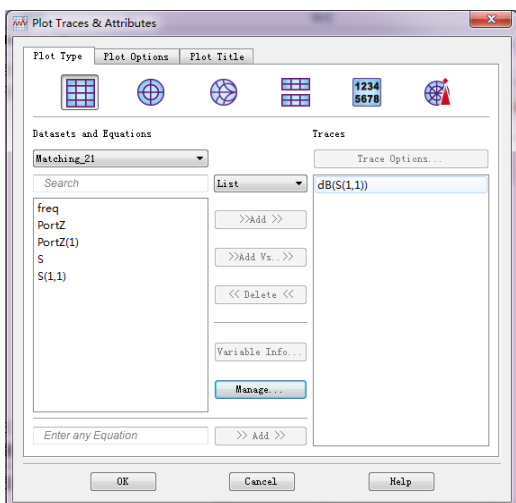 Plot Traces & Attributes
Plot Type Plot Options Plot Title
1234
5678
Datasets and Equations Traces
Matching_21 Trace Options...
Search List dB(S(1,1))
freq
PortZ
PortZ(1)
S
S(1,1)
>>Add >>
>>Add Vs..>>
<< Delete <<
Variable Info...
Manage...
Enter any Equation >> Add >>
OK Cancel Help